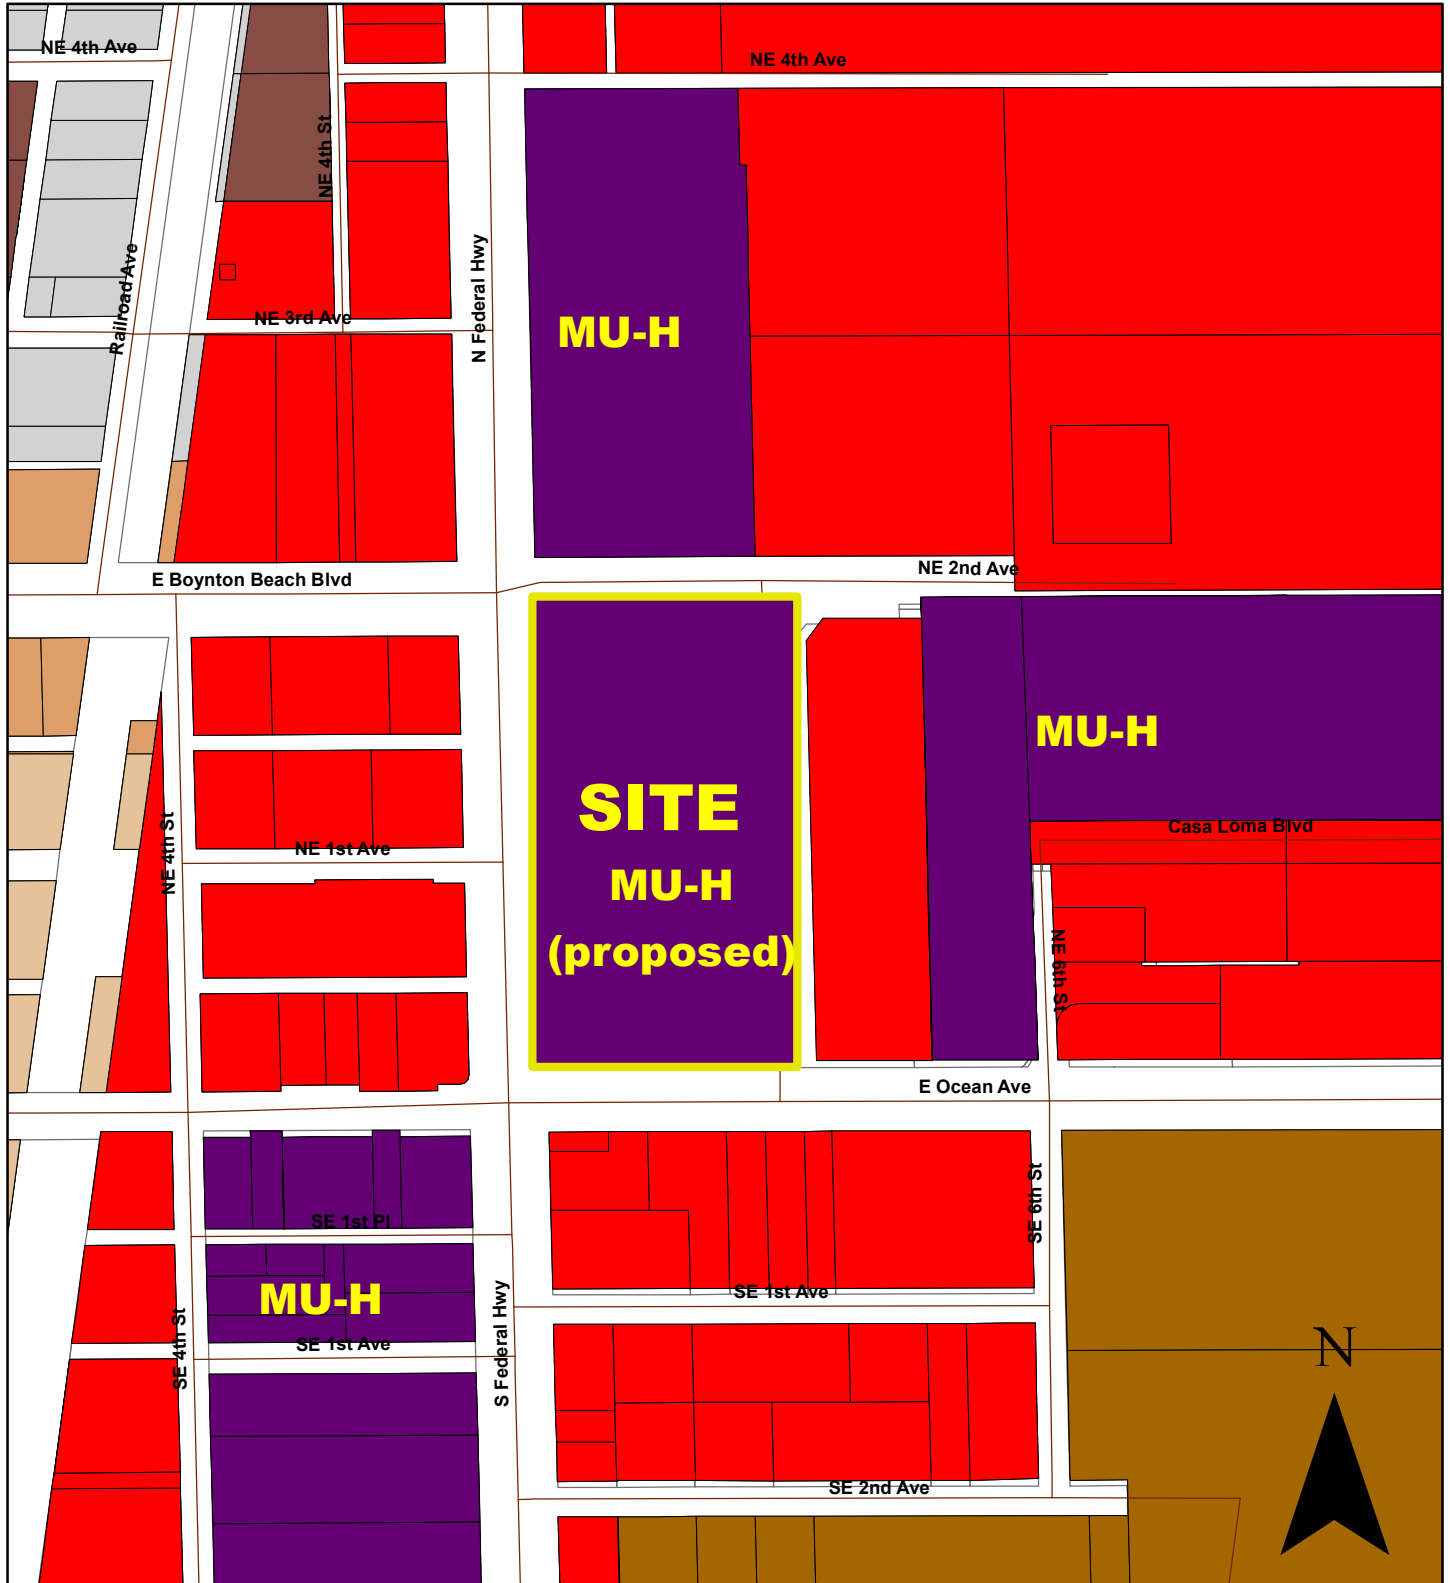 NE 4th Ave
NE 4th Ave
NE 4th St
Railroad Ave
N Federal Hwy
NE 3rd Ave
MU-H
E Boynton Beach Blvd
NE 2nd Ave
MU-H
SITE
MU-H
(proposed)
NE 4th St
NE 1st Ave
Casa Loma Blvd
NE 6th St
E Ocean Ave
SE 1st Pl
SE 6th St
MU-H
SE 1st Ave
SE 1st Ave
SE 4th St
S Federal Hwy
N
SE 2nd Ave